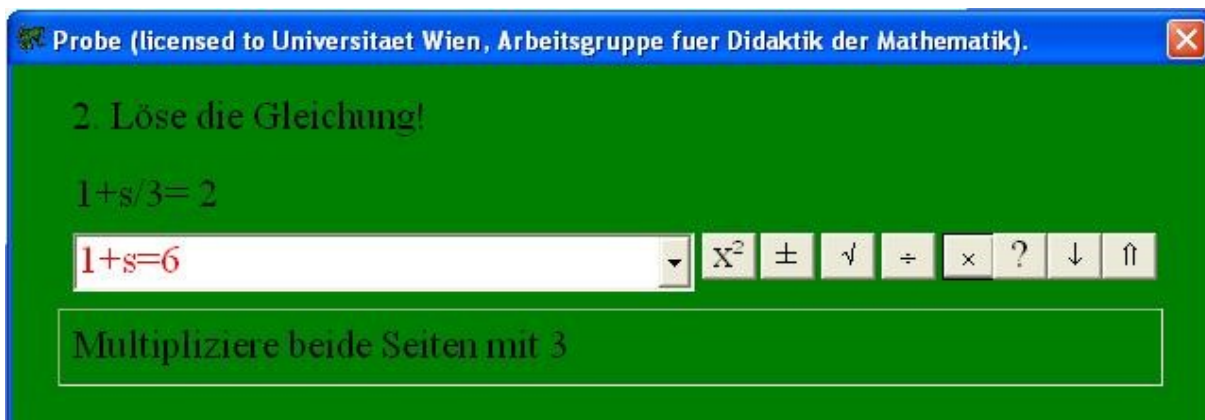 Probe (licensed to Universitaet Wien, Arbeitsgruppe fuer Didaktik der Mathematik).
2. Löse die Gleichung!
1+s/3= 2
1+s=6
x² ± √ ÷ × ? ↓ ⇑
Multipliziere beide Seiten mit 3